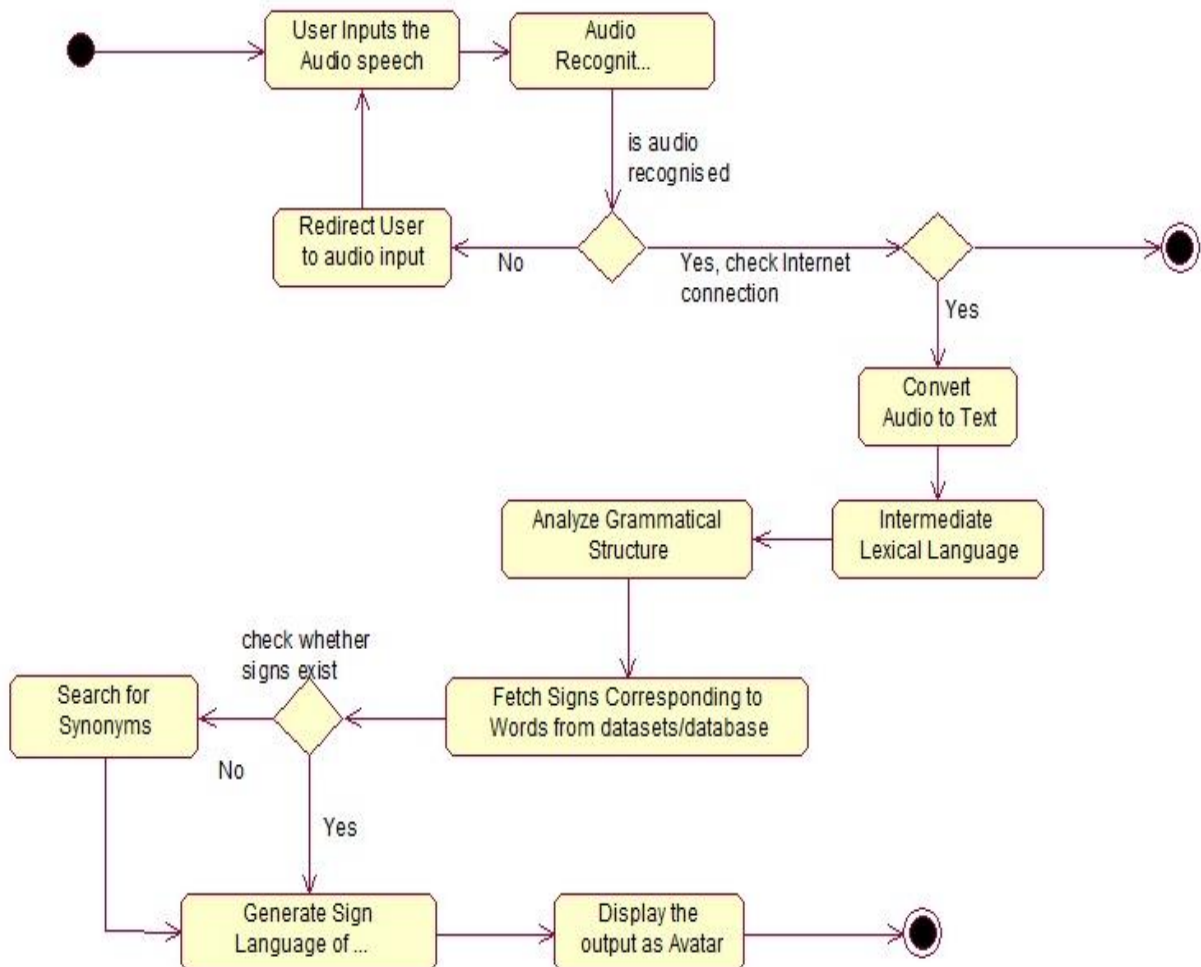 User Inputs the
Audio speech
Audio
Recognit...
is audio
recognised
Redirect User
to audio input
No
Yes, check Internet
connection
Yes
Convert
Audio to Text
Intermediate
Lexical Language
Analyze Grammatical
Structure
Fetch Signs Corresponding to
Words from datasets/database
check whether
signs exist
Search for
Synonyms
No
Yes
Generate Sign
Language of ...
Display the
output as Avatar